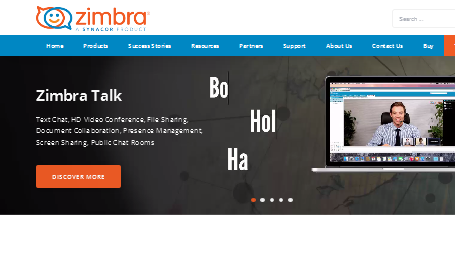 zimbra
A SYNACOR PRODUCT
Search ...
Home Products Success Stories Resources Partners Support About Us Contact Us Buy
Zimbra Talk
Text Chat, HD Video Conference, File Sharing,
Document Collaboration, Presence Management,
Screen Sharing, Public Chat Rooms
DISCOVER MORE
Bo
Hol
Ha